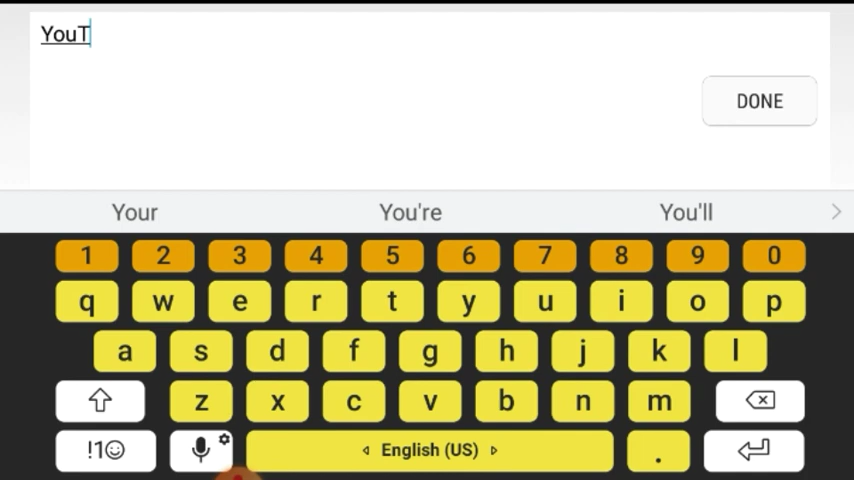 YouT
DONE
Your You're You'll
1 2 3 4 5 6 7 8 9 0
q w e r t y u i o p
a s d f g h j k l
z x c v b n m
!1☺ English (US) .